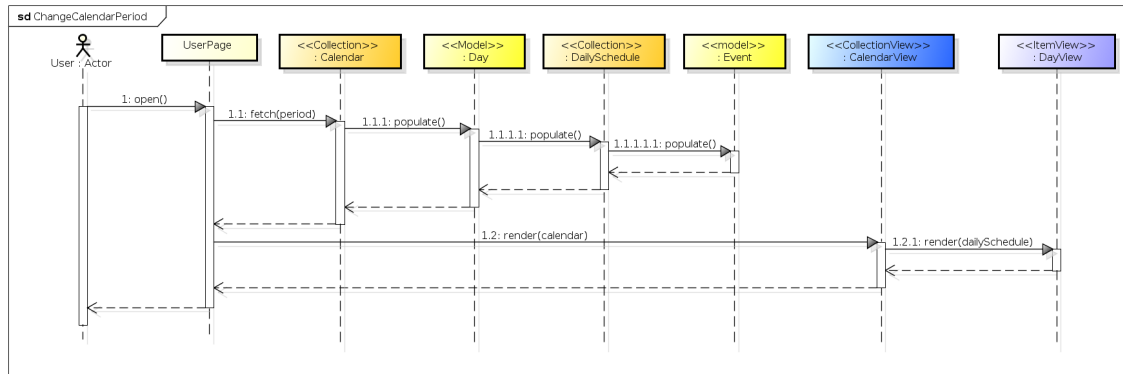 sd ChangeCalendarPeriod
User : Actor
UserPage
<<Collection>>
: Calendar
<<Model>>
: Day
<<Collection>>
: DailySchedule
<<model>>
: Event
<<CollectionView>>
: CalendarView
<<ItemView>>
: DayView
1: open()
1.1: fetch(period)
1.1.1: populate()
1.1.1.1: populate()
1.1.1.1.1: populate()
1.2: render(calendar)
1.2.1: render(dailySchedule)